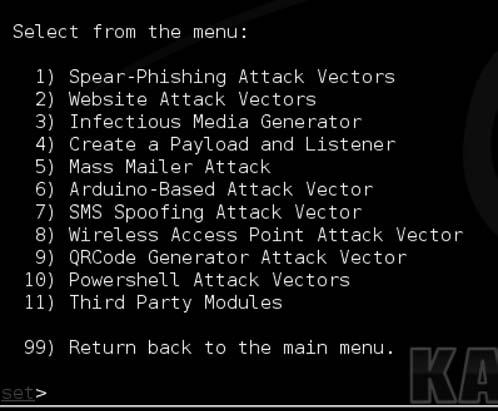 Select from the menu:
1) Spear-Phishing Attack Vectors
2) Website Attack Vectors
3) Infectious Media Generator
4) Create a Payload and Listener
5) Mass Mailer Attack
6) Arduino-Based Attack Vector
7) SMS Spoofing Attack Vector
8) Wireless Access Point Attack Vector
9) QRCode Generator Attack Vector
10) Powershell Attack Vectors
11) Third Party Modules
99) Return back to the main menu.
KA
set>